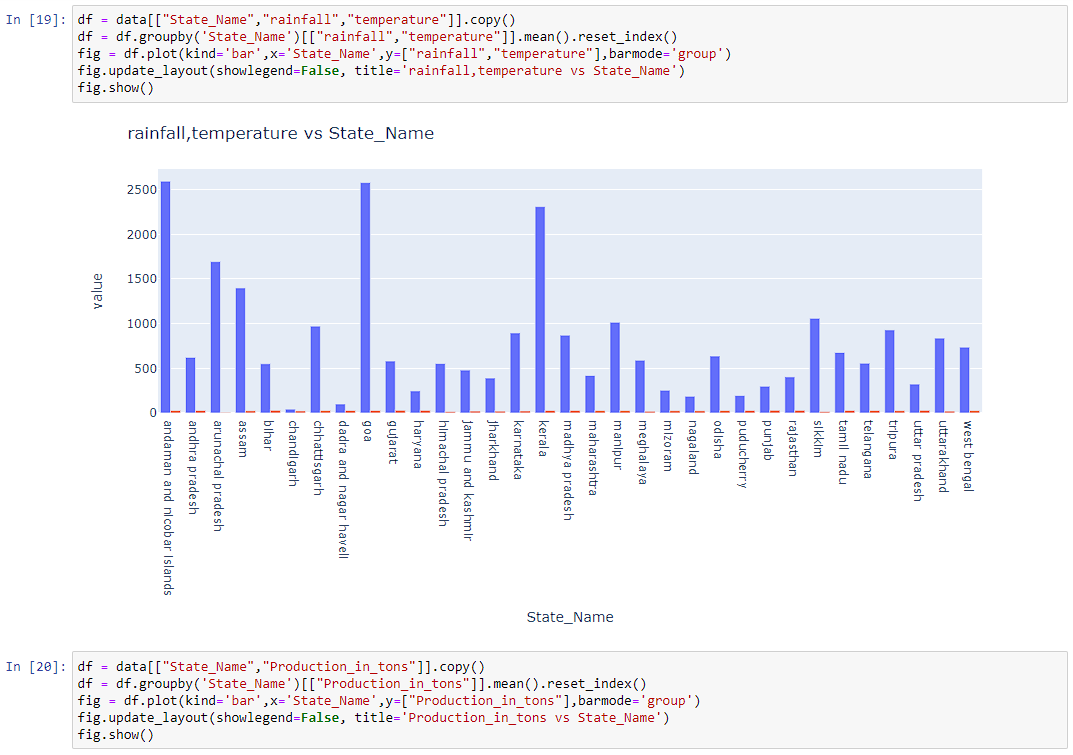 In [19]: df = data[["State_Name","rainfall","temperature"]].copy()
df = df.groupby('State_Name')[["rainfall","temperature"]].mean().reset_index()
fig = df.plot(kind='bar',x='State_Name',y=["rainfall","temperature"],barmode='group')
fig.update_layout(showlegend=False, title='rainfall,temperature vs State_Name')
fig.show()
rainfall,temperature vs State_Name
2500
2000
1500
1000
500
0
value
andaman and nicobar islands
andhra pradesh
arunachal pradesh
assam
bihar
chandigarh
chhattisgarh
dadra and nagar haveli
goa
gujarat
haryana
himachal pradesh
jammu and kashmir
jharkhand
karnataka
kerala
madhya pradesh
maharashtra
manipur
meghalaya
mizoram
nagaland
odisha
puducherry
punjab
rajasthan
sikkim
tamil nadu
telangana
tripura
uttar pradesh
uttarakhand
west bengal
State_Name
In [20]: df = data[["State_Name","Production_in_tons"]].copy()
df = df.groupby('State_Name')[["Production_in_tons"]].mean().reset_index()
fig = df.plot(kind='bar',x='State_Name',y=["Production_in_tons"],barmode='group')
fig.update_layout(showlegend=False, title='Production_in_tons vs State_Name')
fig.show()